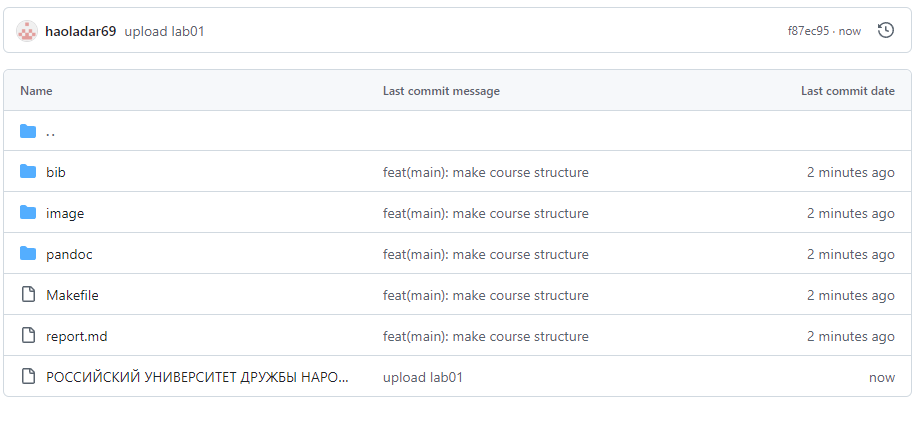 haoladar69 upload lab01 f87ec95 · now
Name Last commit message Last commit date
..
bib feat(main): make course structure 2 minutes ago
image feat(main): make course structure 2 minutes ago
pandoc feat(main): make course structure 2 minutes ago
Makefile feat(main): make course structure 2 minutes ago
report.md feat(main): make course structure 2 minutes ago
РОССИЙСКИЙ УНИВЕРСИТЕТ ДРУЖБЫ НАРО... upload lab01 now